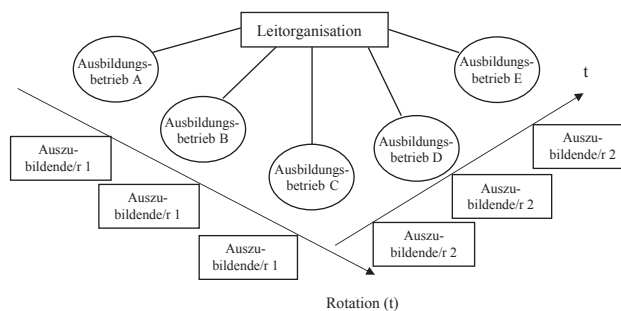 Leitorganisation
Ausbildungs-
betrieb A
Ausbildungs-
betrieb B
Ausbildungs-
betrieb C
Ausbildungs-
betrieb D
Ausbildungs-
betrieb E
t
Auszu-
bildende/r 1
Auszu-
bildende/r 1
Auszu-
bildende/r 1
Auszu-
bildende/r 2
Auszu-
bildende/r 2
Auszu-
bildende/r 2
Rotation (t)